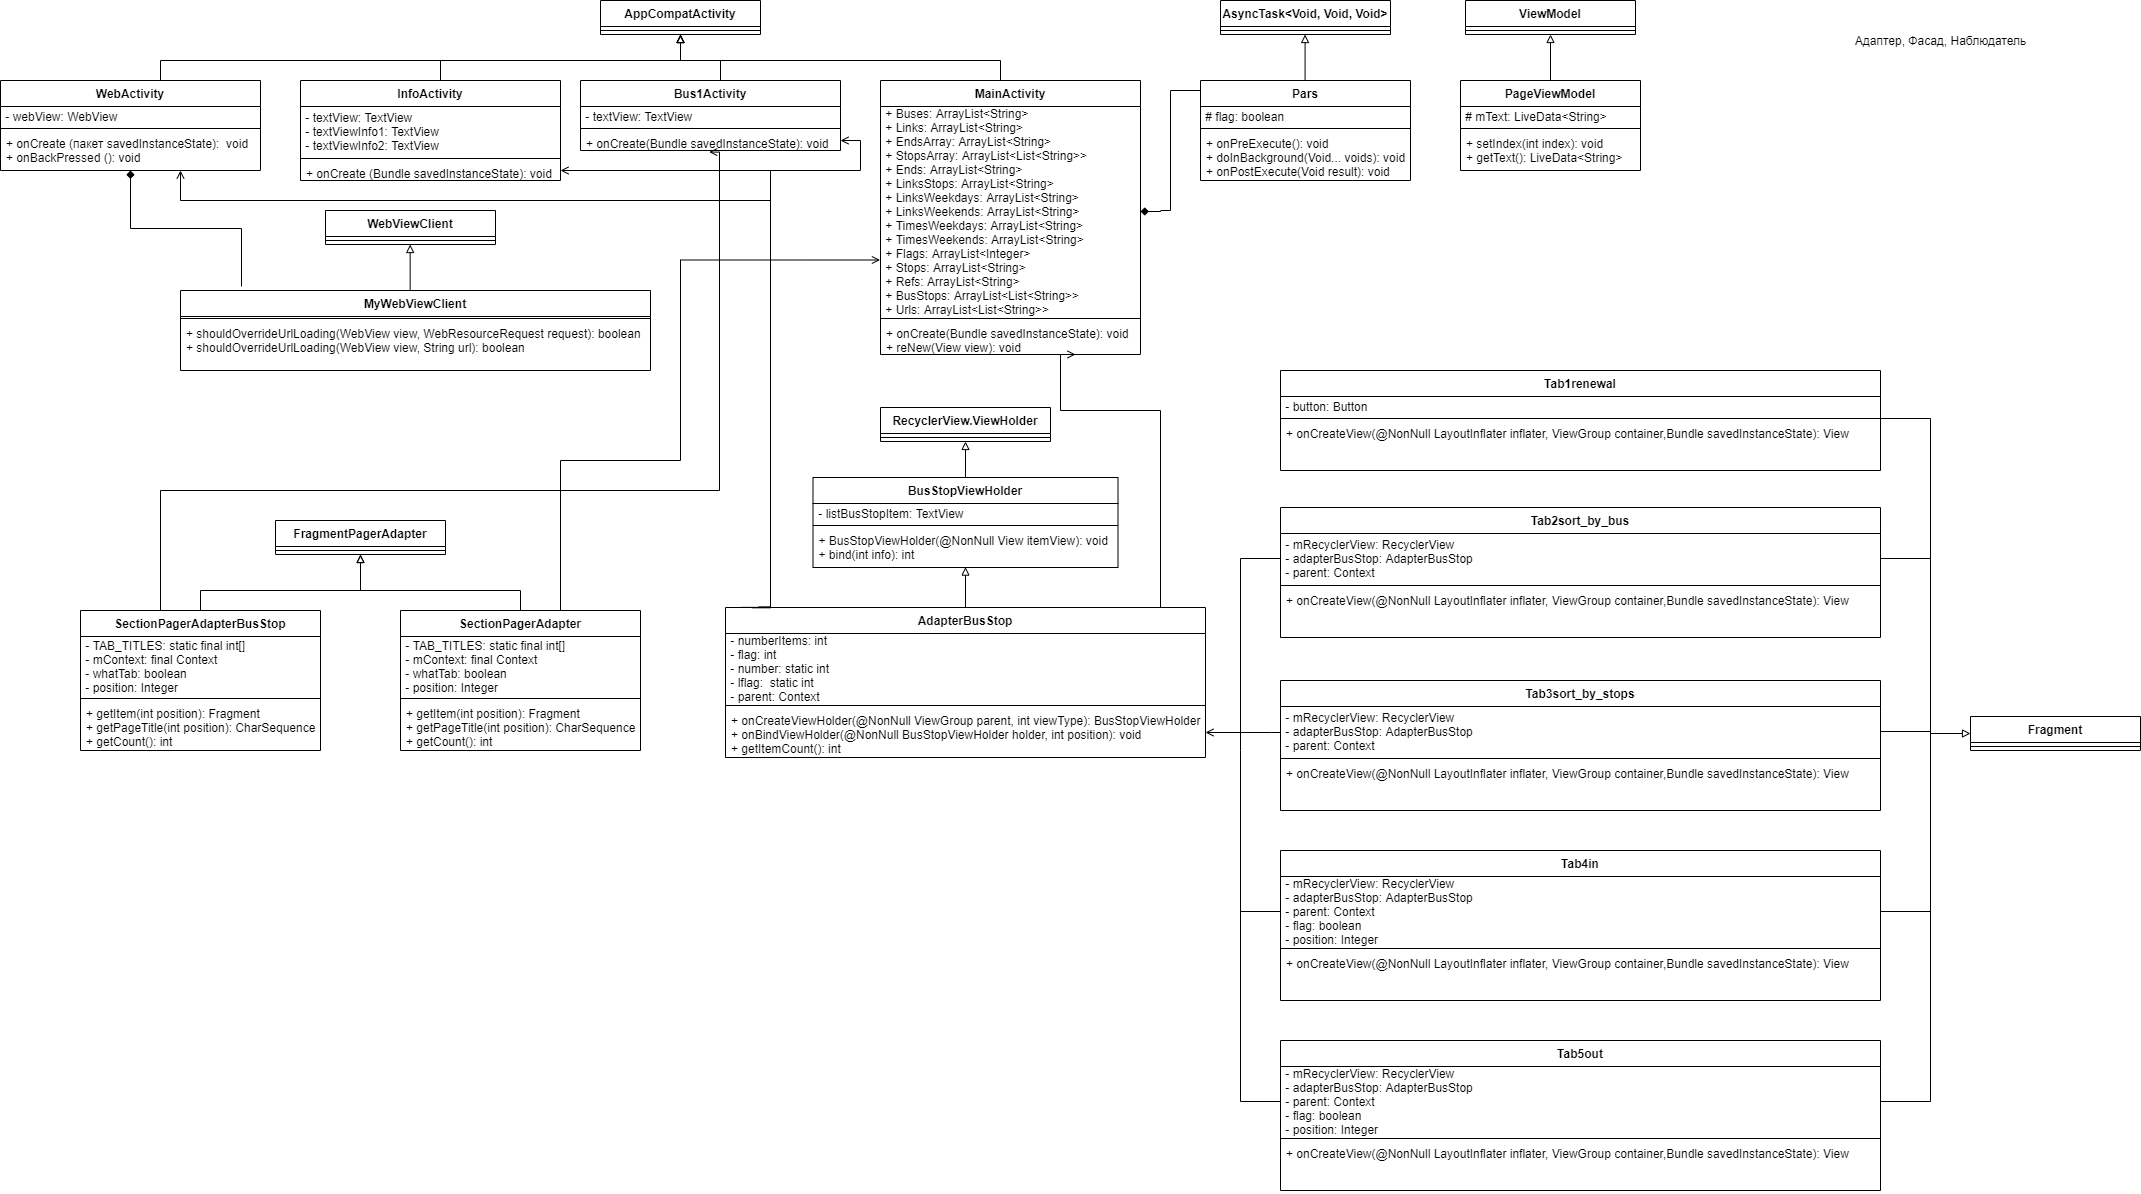 AppCompatActivity
AsyncTask<Void, Void, Void>
ViewModel
Адаптер, Фасад, Наблюдатель
WebActivity
- webView: WebView
+ onCreate (пакет savedInstanceState):  void
+ onBackPressed (): void
InfoActivity
- textView: TextView
- textViewInfo1: TextView
- textViewInfo2: TextView
+ onCreate (Bundle savedInstanceState): void
Bus1Activity
- textView: TextView
+ onCreate(Bundle savedInstanceState): void
MainActivity
+ Buses: ArrayList<String>
+ Links: ArrayList<String>
+ EndsArray: ArrayList<String>
+ StopsArray: ArrayList<List<String>>
+ Ends: ArrayList<String>
+ LinksStops: ArrayList<String>
+ LinksWeekdays: ArrayList<String>
+ LinksWeekends: ArrayList<String>
+ TimesWeekdays: ArrayList<String>
+ TimesWeekends: ArrayList<String>
+ Flags: ArrayList<Integer>
+ Stops: ArrayList<String>
+ Refs: ArrayList<String>
+ BusStops: ArrayList<List<String>>
+ Urls: ArrayList<List<String>>
+ onCreate(Bundle savedInstanceState): void
+ reNew(View view): void
Pars
# flag: boolean
+ onPreExecute(): void
+ doInBackground(Void... voids): void
+ onPostExecute(Void result): void
PageViewModel
# mText: LiveData<String>
+ setIndex(int index): void
+ getText(): LiveData<String>
WebViewClient
MyWebViewClient
+ shouldOverrideUrlLoading(WebView view, WebResourceRequest request): boolean
+ shouldOverrideUrlLoading(WebView view, String url): boolean
RecyclerView.ViewHolder
BusStopViewHolder
- listBusStopItem: TextView
+ BusStopViewHolder(@NonNull View itemView): void
+ bind(int info): int
FragmentPagerAdapter
SectionPagerAdapterBusStop
- TAB_TITLES: static final int[]
- mContext: final Context
- whatTab: boolean
- position: Integer
+ getItem(int position): Fragment
+ getPageTitle(int position): CharSequence
+ getCount(): int
SectionPagerAdapter
- TAB_TITLES: static final int[]
- mContext: final Context
- whatTab: boolean
- position: Integer
+ getItem(int position): Fragment
+ getPageTitle(int position): CharSequence
+ getCount(): int
AdapterBusStop
- numberItems: int
- flag: int
- number: static int
- lflag:  static int
- parent: Context
+ onCreateViewHolder(@NonNull ViewGroup parent, int viewType): BusStopViewHolder
+ onBindViewHolder(@NonNull BusStopViewHolder holder, int position): void
+ getItemCount(): int
Tab1renewal
- button: Button
+ onCreateView(@NonNull LayoutInflater inflater, ViewGroup container,Bundle savedInstanceState): View
Tab2sort_by_bus
- mRecyclerView: RecyclerView
- adapterBusStop: AdapterBusStop
- parent: Context
+ onCreateView(@NonNull LayoutInflater inflater, ViewGroup container,Bundle savedInstanceState): View
Tab3sort_by_stops
- mRecyclerView: RecyclerView
- adapterBusStop: AdapterBusStop
- parent: Context
+ onCreateView(@NonNull LayoutInflater inflater, ViewGroup container,Bundle savedInstanceState): View
Fragment
Tab4in
- mRecyclerView: RecyclerView
- adapterBusStop: AdapterBusStop
- parent: Context
- flag: boolean
- position: Integer
+ onCreateView(@NonNull LayoutInflater inflater, ViewGroup container,Bundle savedInstanceState): View
Tab5out
- mRecyclerView: RecyclerView
- adapterBusStop: AdapterBusStop
- parent: Context
- flag: boolean
- position: Integer
+ onCreateView(@NonNull LayoutInflater inflater, ViewGroup container,Bundle savedInstanceState): View